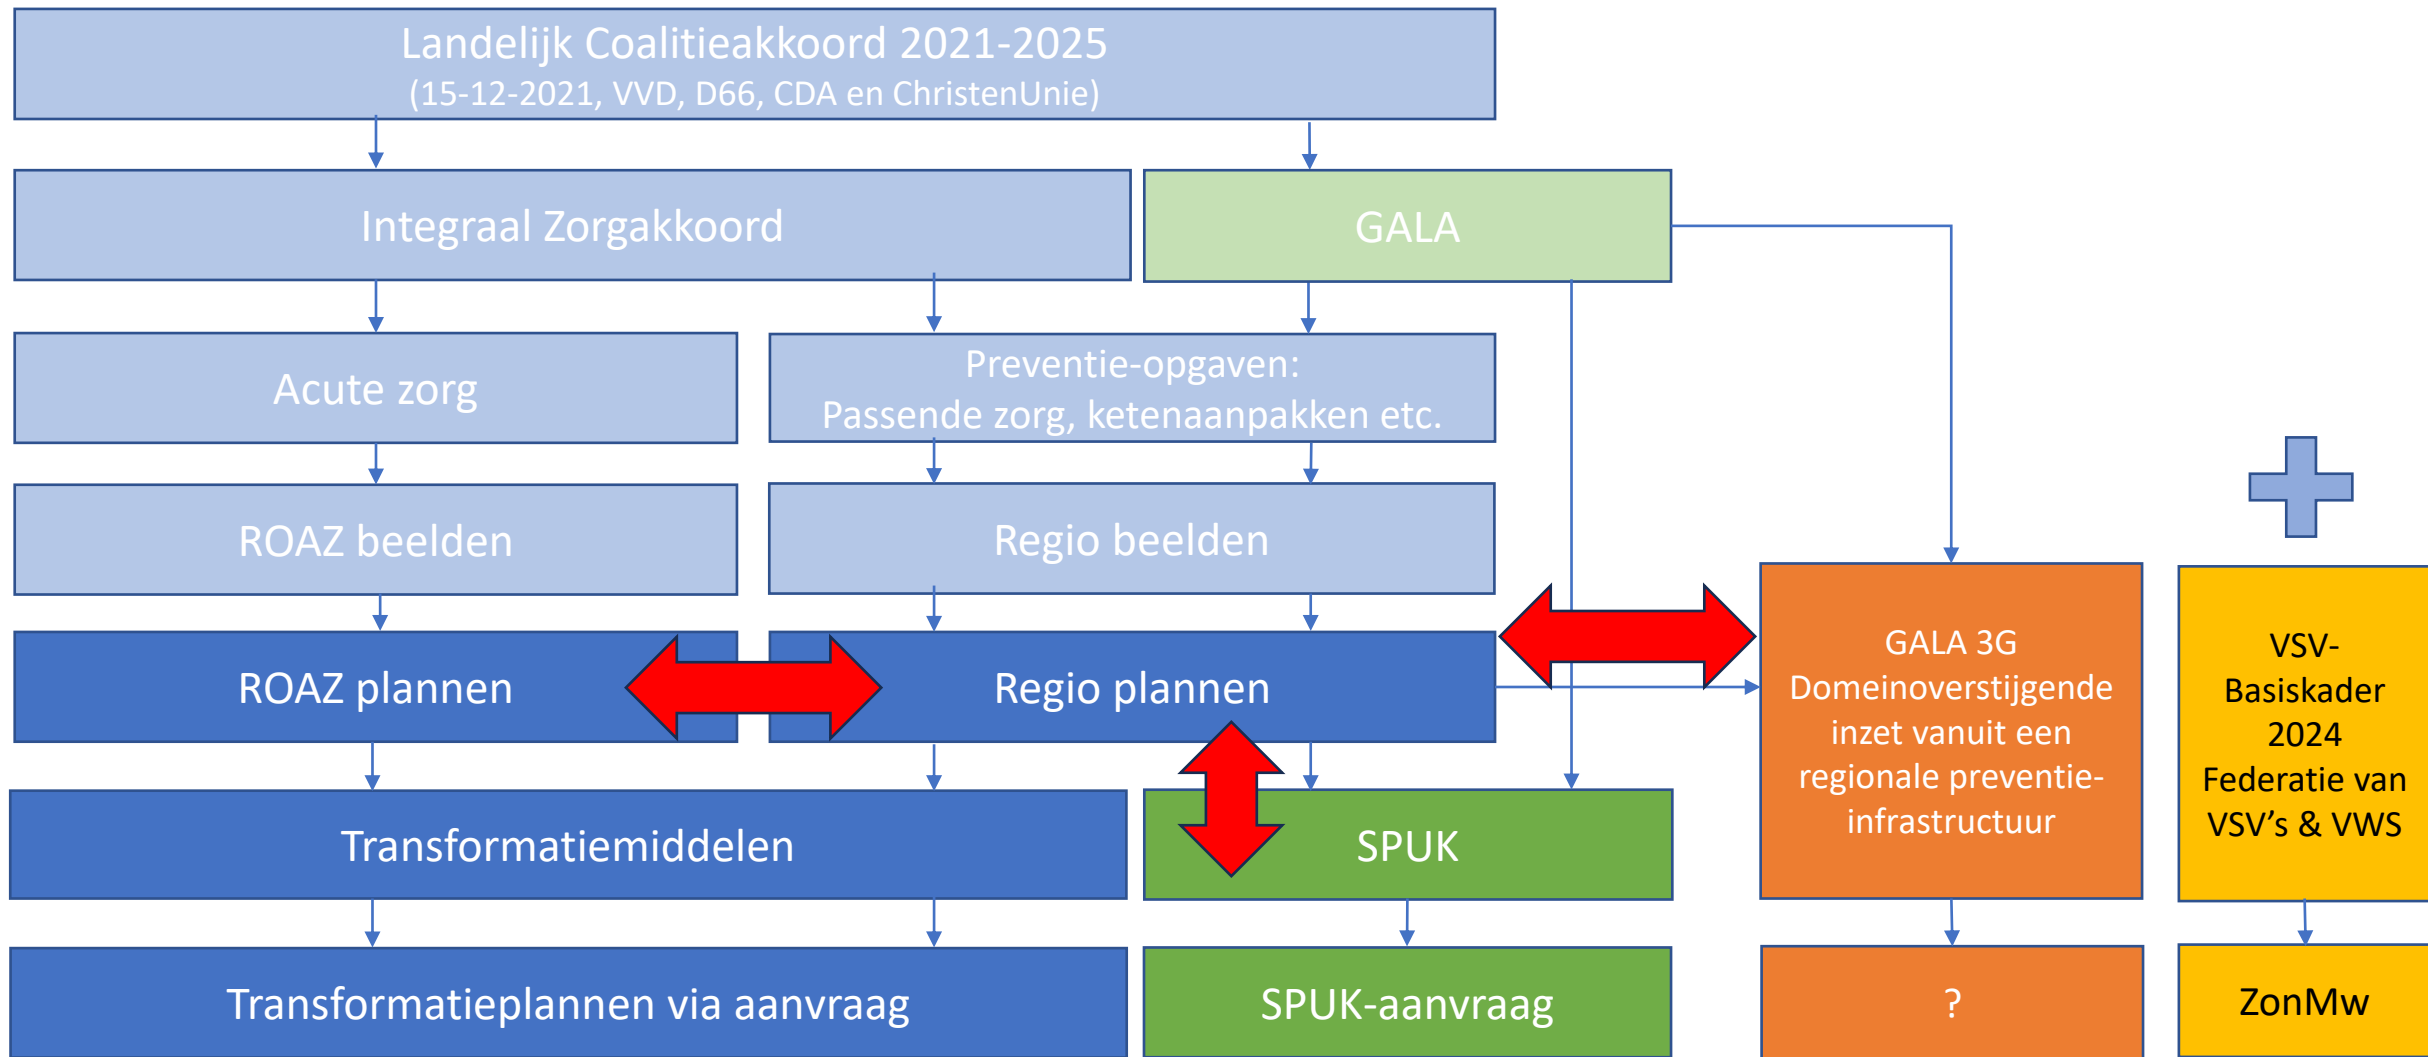 Landelijk Coalitieakkoord 2021-2025
(15-12-2021, VVD, D66, CDA en ChristenUnie)
Integraal Zorgakkoord
GALA
Acute zorg
Preventie-opgaven:
Passende zorg, ketenaanpakken etc.
ROAZ beelden
Regio beelden
ROAZ plannen
Regio plannen
GALA 3G
Domeinoverstijgende
inzet vanuit een
regionale preventie-
infrastructuur
VSV-
Basiskader
2024
Federatie van
VSV’s & VWS
Transformatiemiddelen
SPUK
Transformatieplannen via aanvraag
SPUK-aanvraag
?
ZonMw